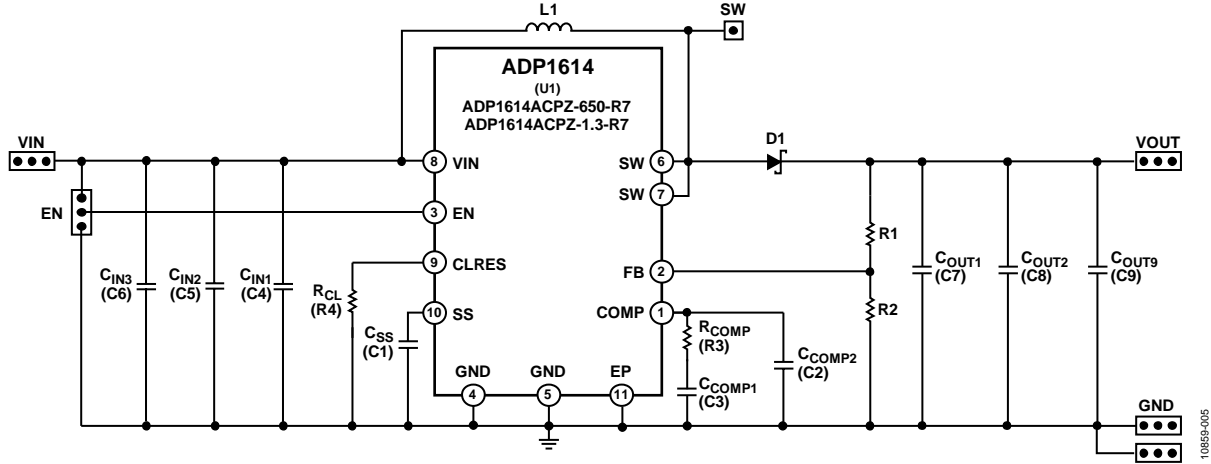 L1
SW
ADP1614
(U1)
ADP1614ACPZ-650-R7
ADP1614ACPZ-1.3-R7
VIN
8
VIN
SW
6
D1
VOUT
SW
7
EN
3
EN
R1
CIN3
(C6)
CIN2
(C5)
CIN1
(C4)
9
CLRES
FB
2
COUT1
(C7)
COUT2
(C8)
COUT9
(C9)
RCL
(R4)
10
SS
COMP
1
R2
CSS
(C1)
RCOMP
(R3)
CCOMP2
(C2)
GND
GND
EP
CCOMP1
(C3)
4
5
11
GND
10859-005